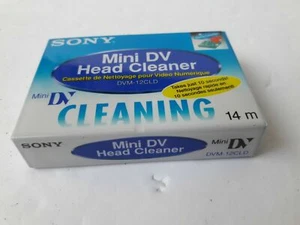 SONY
Mini DV
Head Cleaner
Cassette de Nettoyage pour Vidéo Numérique
DVM-12CLD
Takes just 10 seconds!
Nettoyage rapide en
10 secondes seulement!
Mini DV
CLEANING
14 m
SONY
Mini DV
Head Cleaner
Mini DV
DVM-12CLD